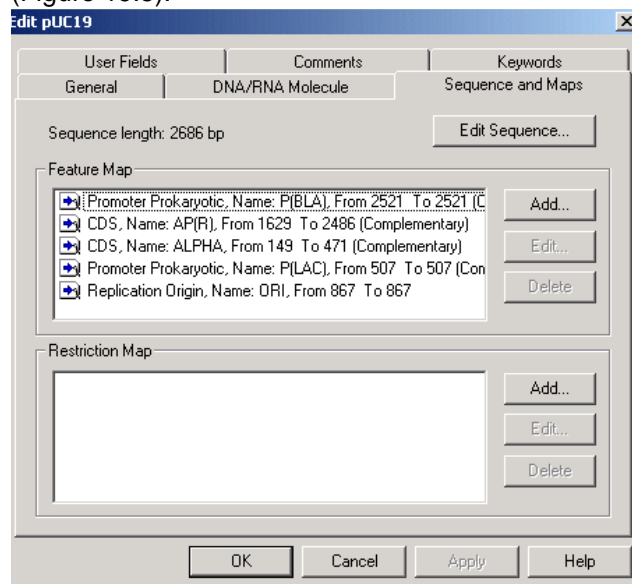 Edit pUC19
User Fields
Comments
Keywords
General
DNA/RNA Molecule
Sequence and Maps
Sequence length: 2686 bp
Edit Sequence...
Feature Map
Promoter Prokaryotic, Name: P(BLA), From 2521 To 2521 (C
CDS, Name: AP(R), From 1629 To 2486 (Complementary)
CDS, Name: ALPHA, From 149 To 471 (Complementary)
Promoter Prokaryotic, Name: P(LAC), From 507 To 507 (Con
Replication Origin, Name: ORI, From 867 To 867
Add...
Edit...
Delete
Restriction Map
Add...
Edit...
Delete
OK
Cancel
Apply
Help